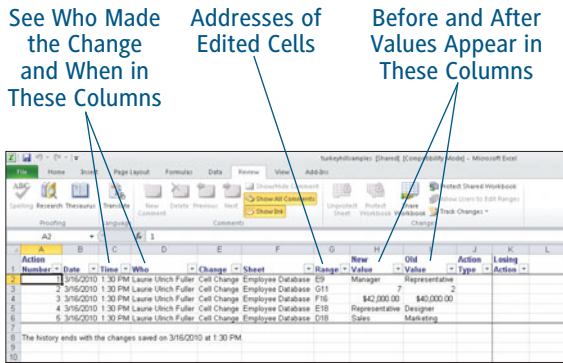 See Who Made
the Change
and When in
These Columns
Addresses of
Edited Cells
Before and After
Values Appear in
These Columns
turkeyhillsamples [Shared] [Compatibility Mode] - Microsoft Excel
File Home Insert Page Layout Formulas Data Review View Add-Ins
Spelling Research Thesaurus Translate New Comment Delete Previous Next Show/Hide Comment Show All Comments Show Ink Unprotect Sheet Protect Workbook Share Workbook Protect Shared Workbook Allow Users to Edit Ranges Track Changes
Proofing Language Comments Changes
A2 1
A B C D E F G H I J K L
1 Action Number Date Time Who Change Sheet Range New Value Old Value Action Type Losing Action
2 1 3/16/2010 1:30 PM Laurie Ulrich Fuller Cell Change Employee Database E9 Manager Representative
3 2 3/16/2010 1:30 PM Laurie Ulrich Fuller Cell Change Employee Database G11 7 2
4 3 3/16/2010 1:30 PM Laurie Ulrich Fuller Cell Change Employee Database F16 $42,000.00 $40,000.00
5 4 3/16/2010 1:30 PM Laurie Ulrich Fuller Cell Change Employee Database E18 Representative Designer
6 5 3/16/2010 1:30 PM Laurie Ulrich Fuller Cell Change Employee Database D18 Sales Marketing
7
8 The history ends with the changes saved on 3/16/2010 at 1:30 PM.
9
10